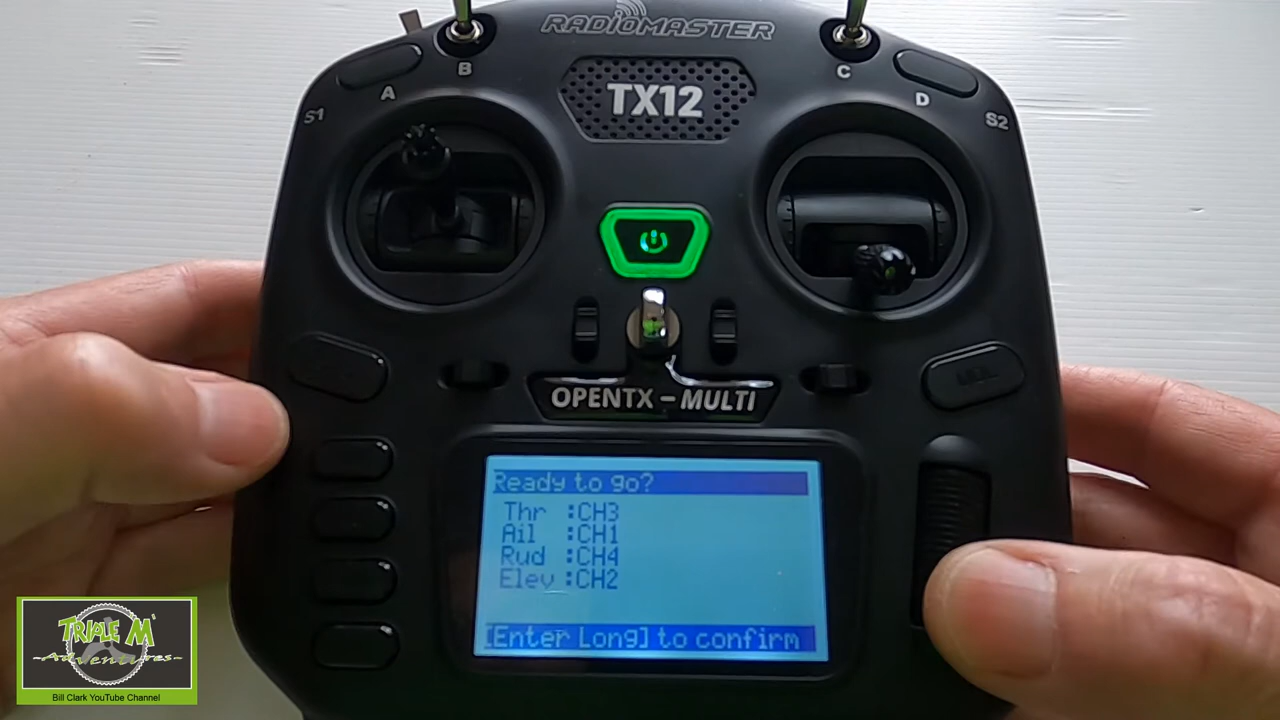 RADIOMASTER
B
C
A
D
S1
S2
TX12
OPENTX – MULTI
Ready to go?
Thr :CH3
Ail :CH1
Rud :CH4
Elev :CH2
[Enter Long] to confirm
TRIPLE M
-Adventures-
Bill Clark YouTube Channel